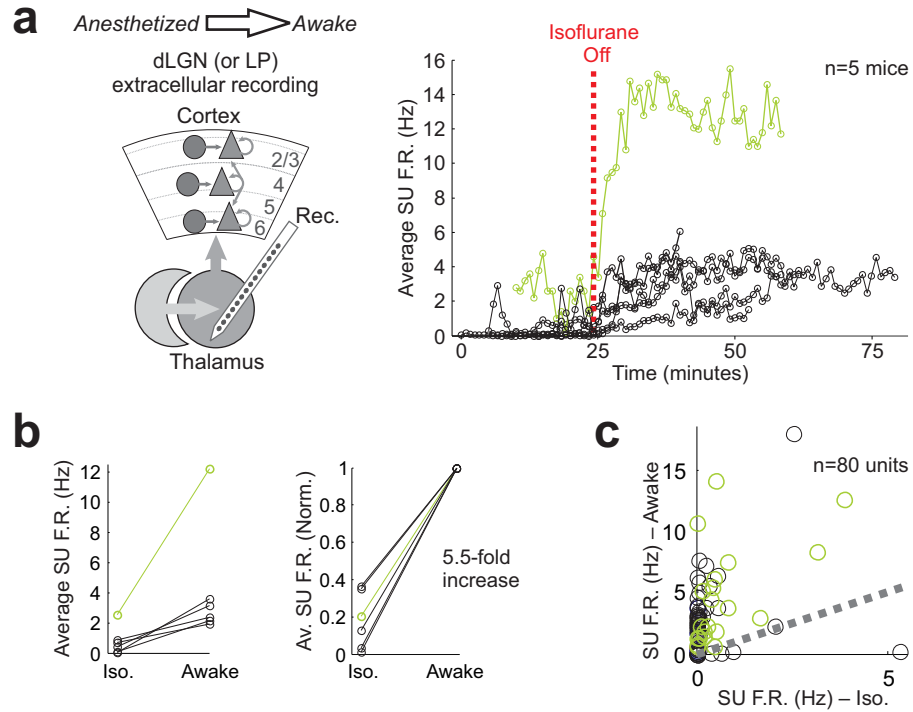 a
Anesthetized Awake
dLGN (or LP)
extracellular recording
Cortex
2/3
4
5
6
Rec.
Thalamus
Isoflurane
Off
n=5 mice
Average SU F.R. (Hz)
16
14
12
10
8
6
4
2
0
0 25 50 75
Time (minutes)
b
Average SU F.R. (Hz)
12
10
8
6
4
2
0
Iso. Awake
Av. SU F.R. (Norm.)
1
0.8
0.6
0.4
0.2
0
Iso. Awake
5.5-fold
increase
c
n=80 units
SU F.R. (Hz) – Awake
15
10
5
0
0 5
SU F.R. (Hz) – Iso.